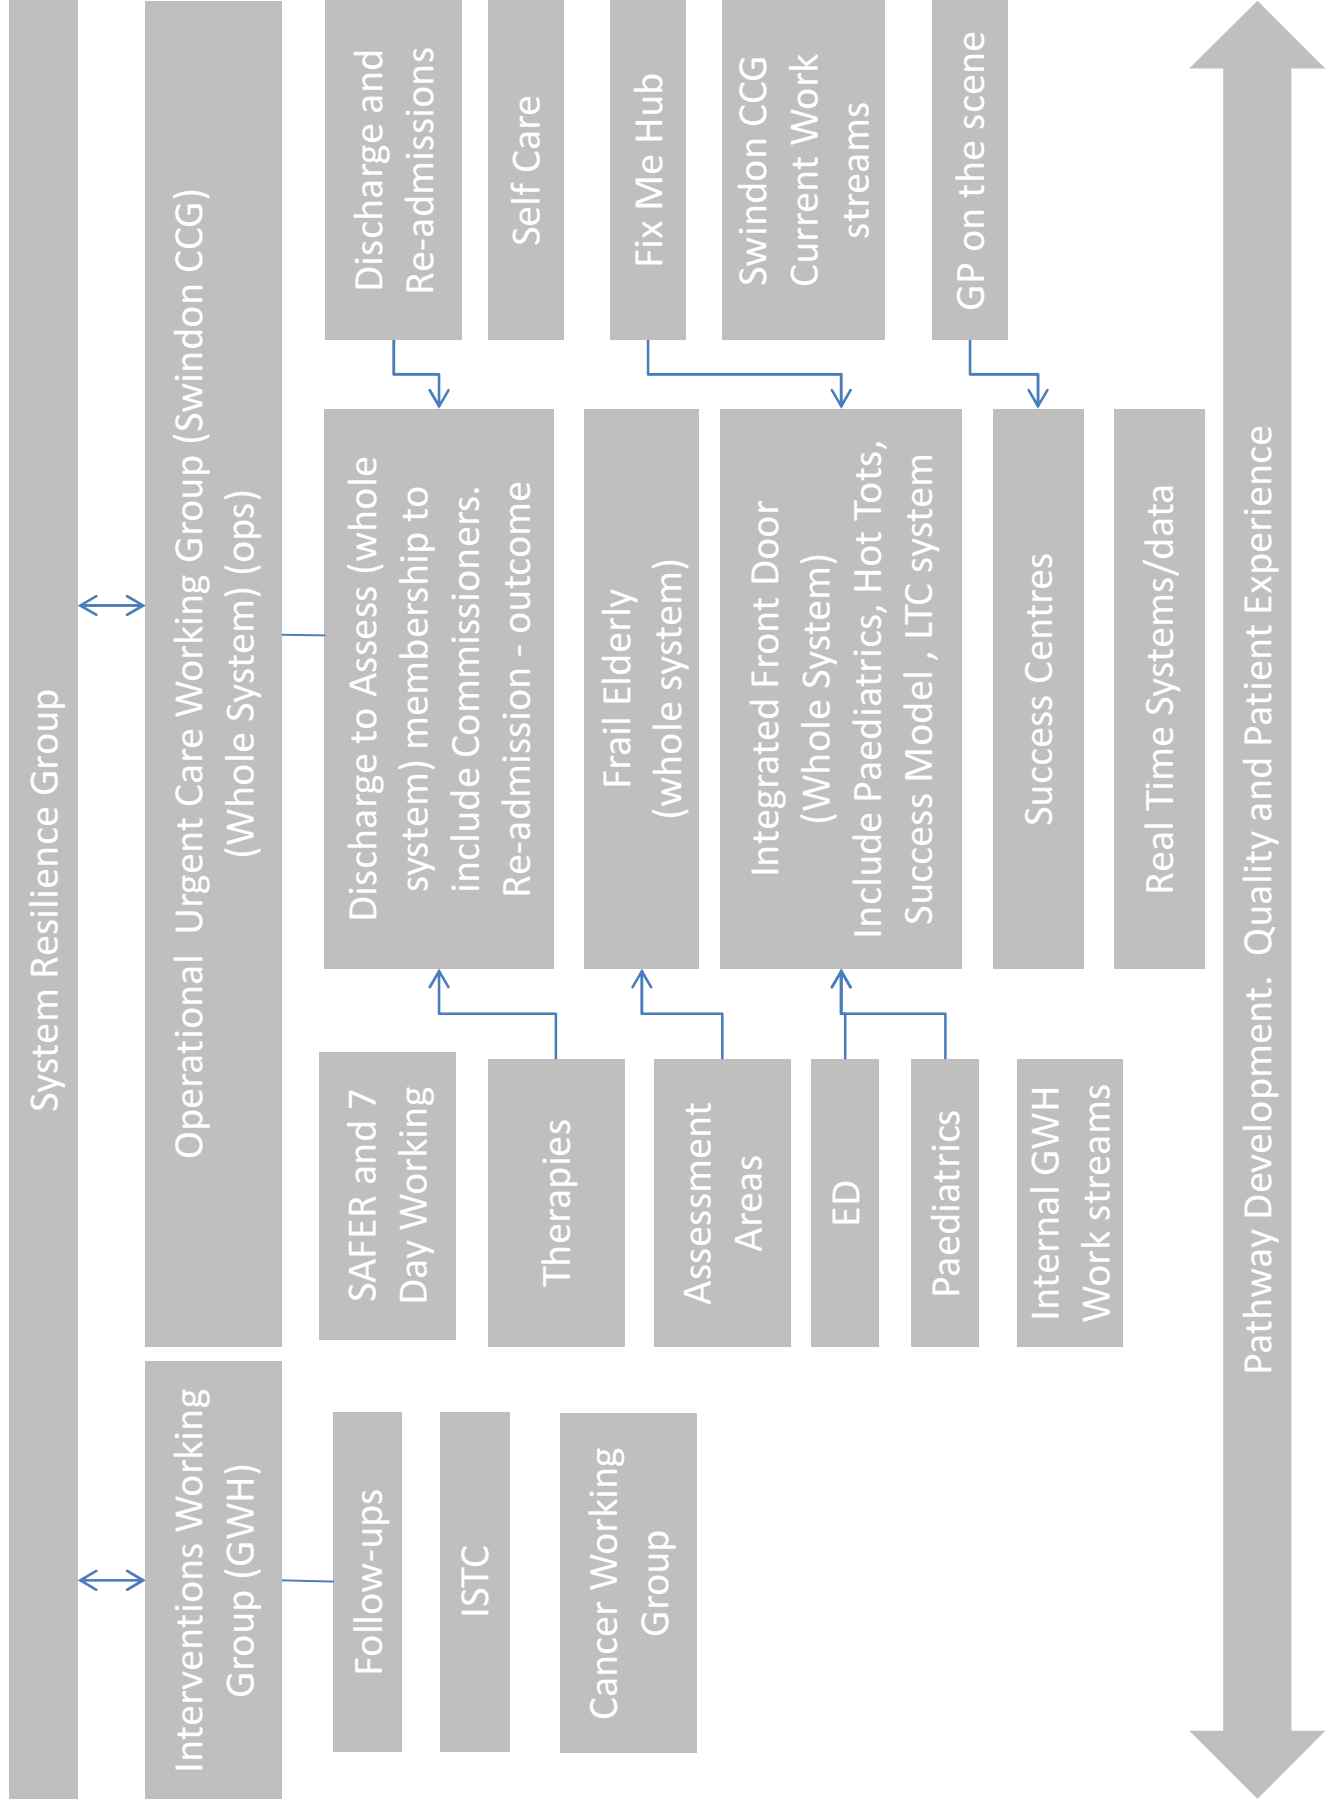 System Resilience Group
Interventions Working
Group (GWH)
Operational Urgent Care Working Group (Swindon CCG)
(Whole System) (ops)
Follow-ups
ISTC
Cancer Working
Group
SAFER and 7
Day Working
Therapies
Assessment
Areas
ED
Paediatrics
Internal GWH
Work streams
Discharge to Assess (whole
system) membership to
include Commissioners.
Re-admission - outcome
Frail Elderly
(whole system)
Integrated Front Door
(Whole System)
Include Paediatrics, Hot Tots,
Success Model , LTC system
Success Centres
Real Time Systems/data
Discharge and
Re-admissions
Self Care
Fix Me Hub
Swindon CCG
Current Work
streams
GP on the scene
Pathway Development. Quality and Patient Experience